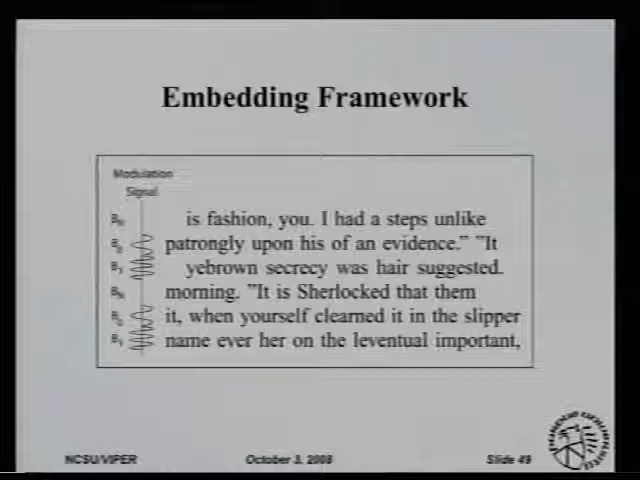 Embedding Framework
Modulation
Signal
is fashion, you. I had a steps unlike
patrongly upon his of an evidence." "It
yebrown secrecy was hair suggested.
morning. "It is Sherlocked that them
it, when yourself clearned it in the slipper
name ever her on the leventual important,
NCSU/VIPER
October 3, 2008
Slide 49